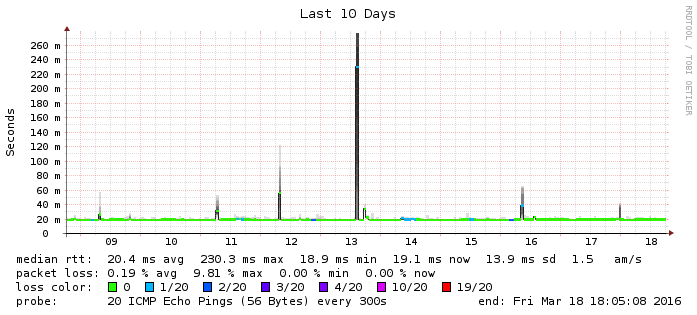 Last 10 Days
RRDTOOL / TOBI OETIKER
Seconds
260 m
240 m
220 m
200 m
180 m
160 m
140 m
120 m
100 m
80 m
60 m
40 m
20 m
0
09 10 11 12 13 14 15 16 17 18
median rtt: 20.4 ms avg 230.3 ms max 18.9 ms min 19.1 ms now 13.9 ms sd 1.5 am/s
packet loss: 0.19 % avg 9.81 % max 0.00 % min 0.00 % now
loss color: 0 1/20 2/20 3/20 4/20 10/20 19/20
probe: 20 ICMP Echo Pings (56 Bytes) every 300s end: Fri Mar 18 18:05:08 2016